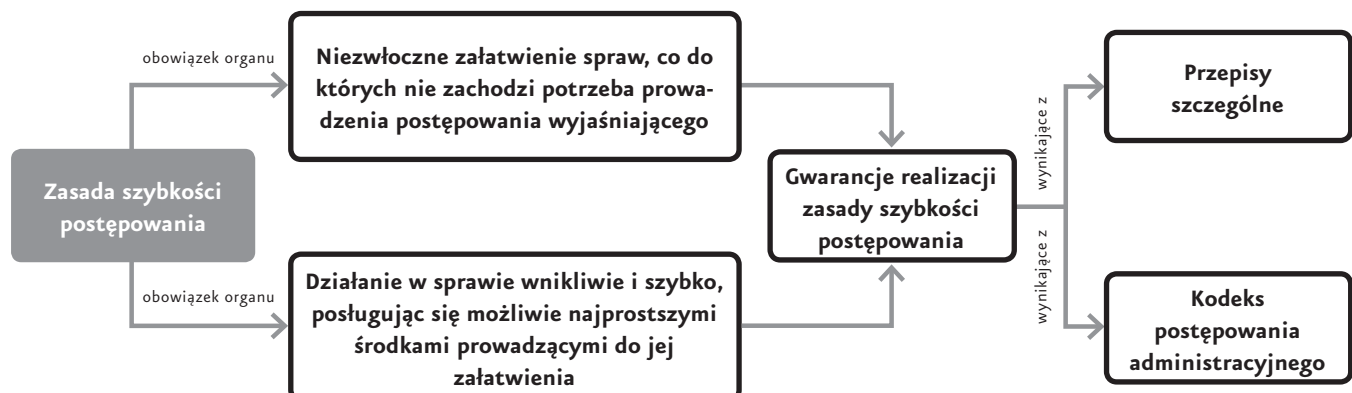 Zasada szybkości
postępowania
obowiązek organu
Niezwłoczne załatwienie spraw, co do
których nie zachodzi potrzeba prowa-
dzenia postępowania wyjaśniającego
obowiązek organu
Działanie w sprawie wnikliwie i szybko,
posługując się możliwie najprostszymi
środkami prowadzącymi do jej
załatwienia
Gwarancje realizacji
zasady szybkości
postępowania
wynikające z
Przepisy
szczególne
wynikające z
Kodeks
postępowania
administracyjnego